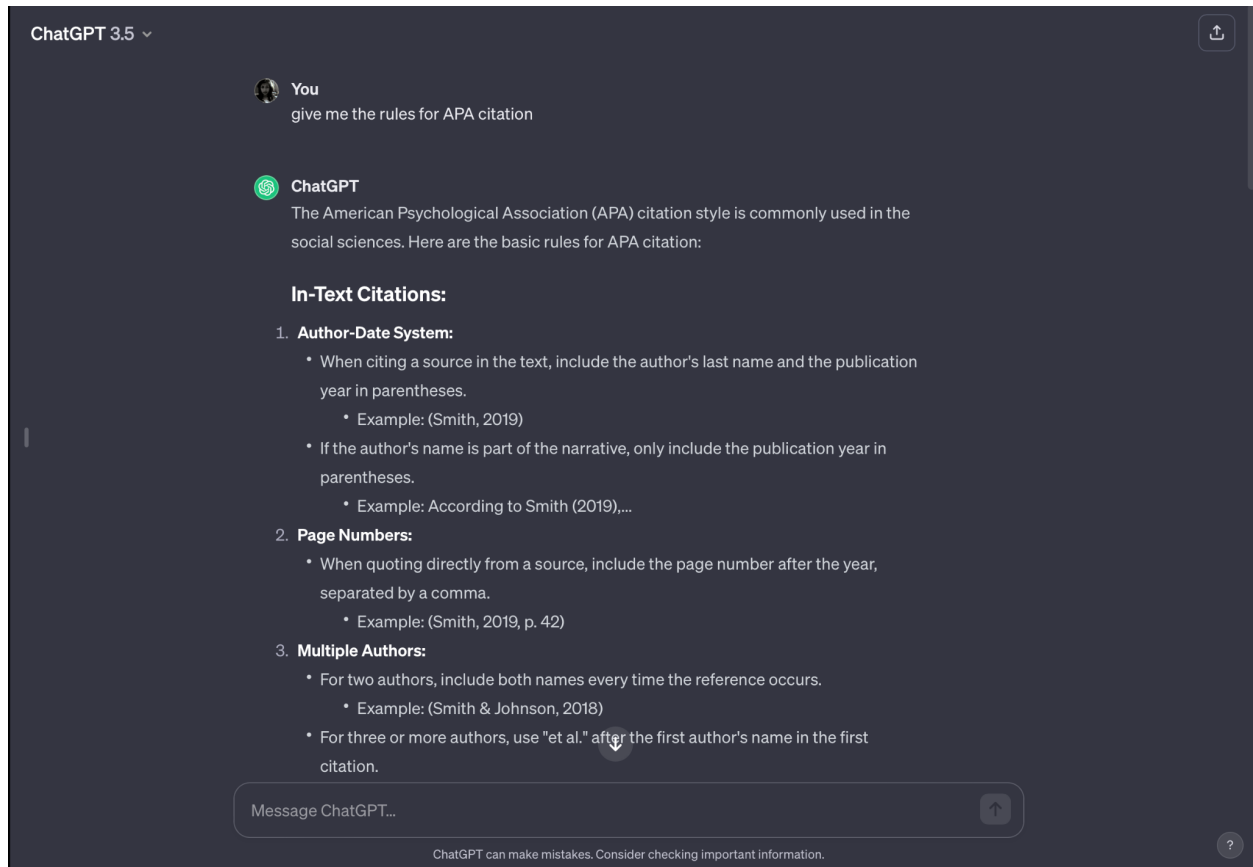 ChatGPT 3.5
You
give me the rules for APA citation
ChatGPT
The American Psychological Association (APA) citation style is commonly used in the
social sciences. Here are the basic rules for APA citation:
In-Text Citations:
1. Author-Date System:
• When citing a source in the text, include the author's last name and the publication
year in parentheses.
• Example: (Smith, 2019)
• If the author's name is part of the narrative, only include the publication year in
parentheses.
• Example: According to Smith (2019),...
2. Page Numbers:
• When quoting directly from a source, include the page number after the year,
separated by a comma.
• Example: (Smith, 2019, p. 42)
3. Multiple Authors:
• For two authors, include both names every time the reference occurs.
• Example: (Smith & Johnson, 2018)
• For three or more authors, use "et al." after the first author's name in the first
citation.
Message ChatGPT...
ChatGPT can make mistakes. Consider checking important information.
?